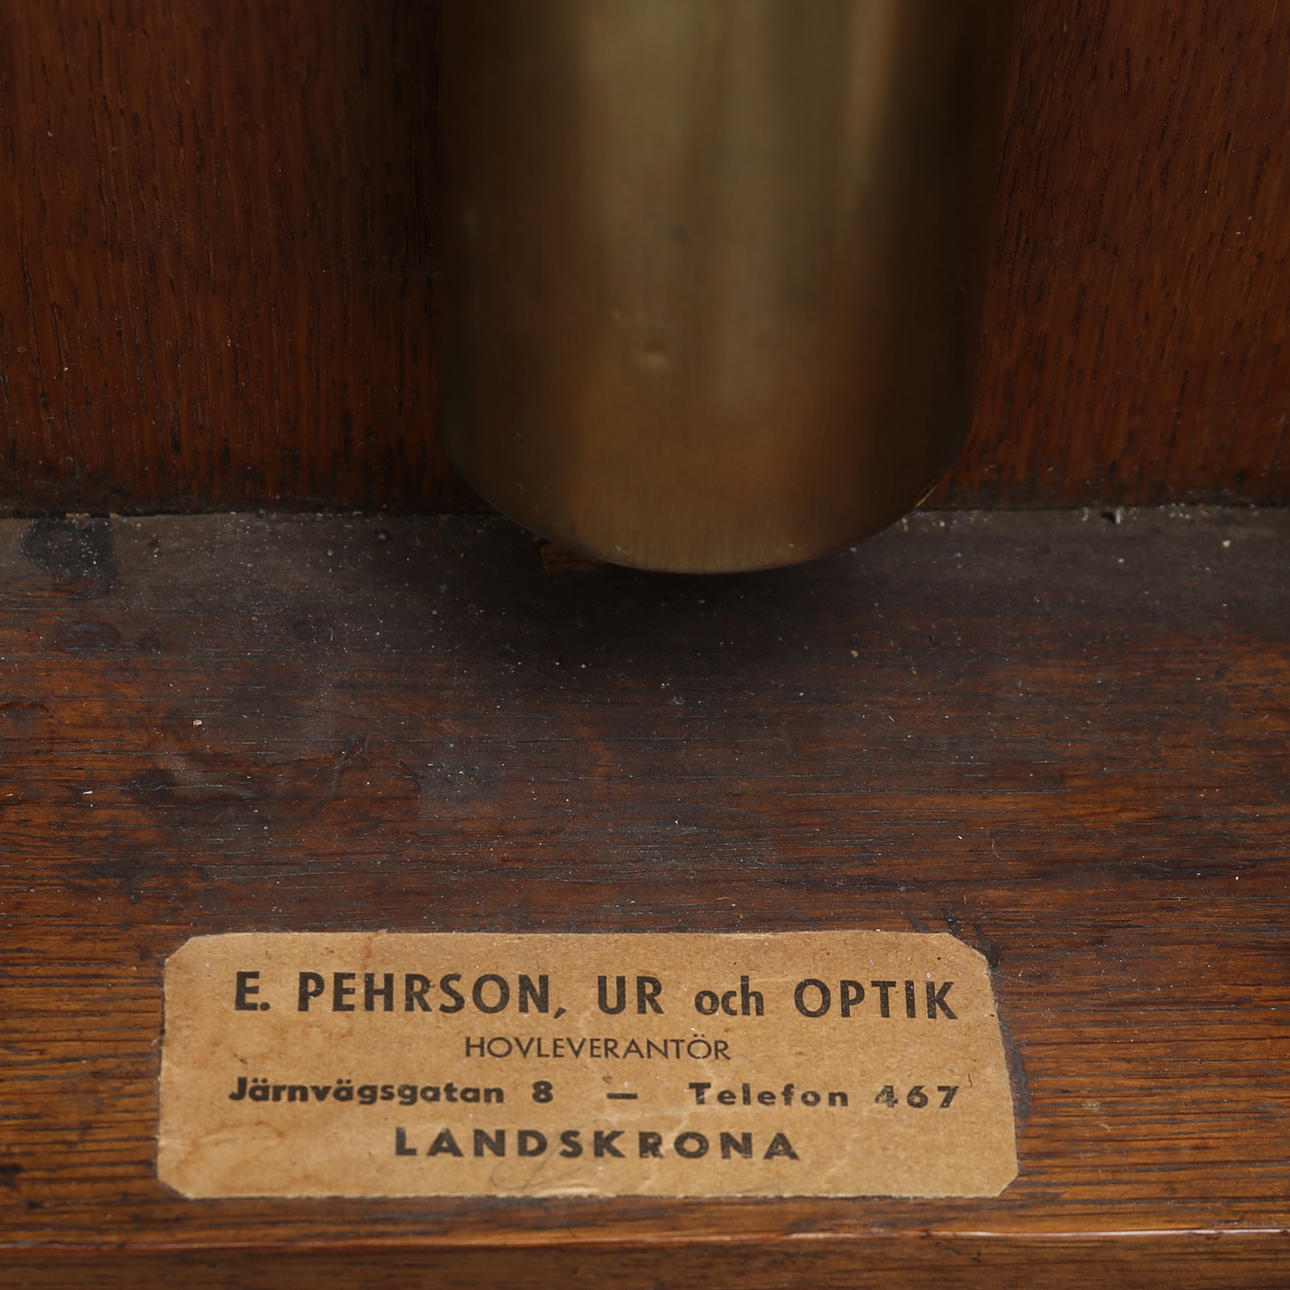 E. PEHRSON, UR och OPTIK
HOVLEVERANTÖR
Järnvägsgatan 8 — Telefon 467
LANDSKRONA